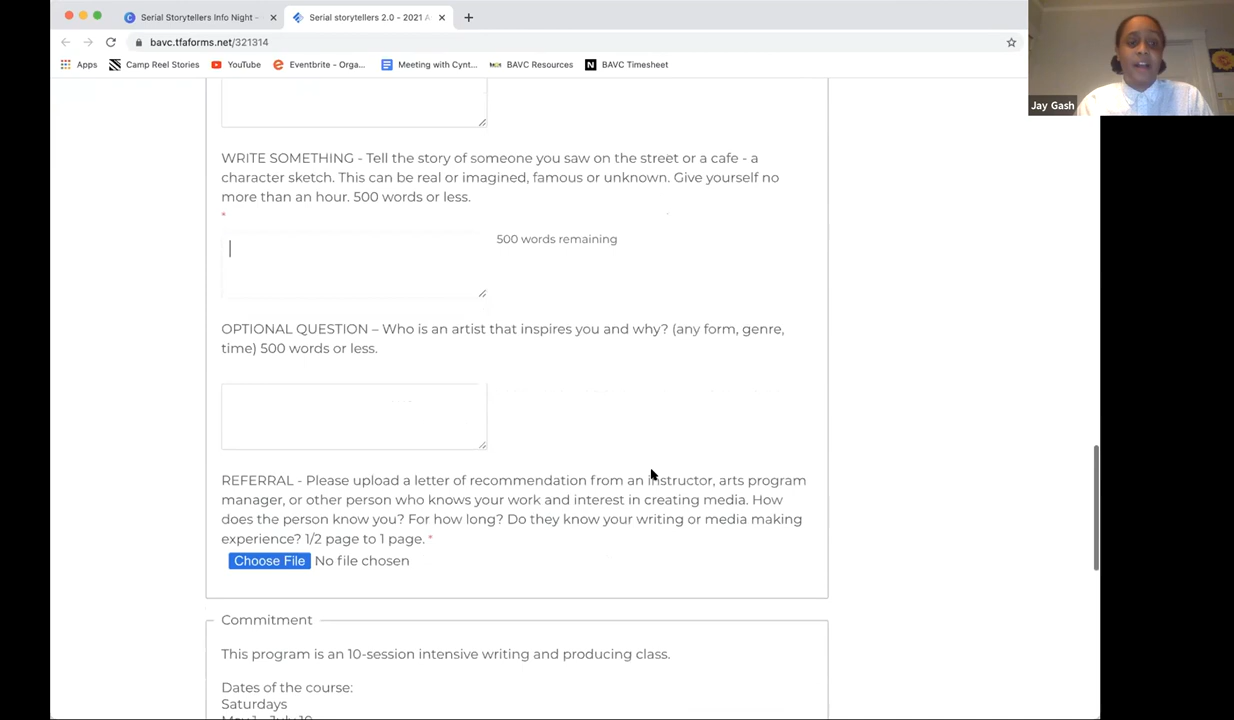 Serial Storytellers Info Night -
Serial storytellers 2.0 - 2021 A
bavc.tfaforms.net/321314
Apps
Camp Reel Stories
YouTube
Eventbrite - Orga...
Meeting with Cynt...
BAVC Resources
N
BAVC Timesheet
Jay Gash
WRITE SOMETHING - Tell the story of someone you saw on the street or a cafe - a
character sketch. This can be real or imagined, famous or unknown. Give yourself no
more than an hour. 500 words or less.
*
500 words remaining
OPTIONAL QUESTION – Who is an artist that inspires you and why? (any form, genre,
time) 500 words or less.
REFERRAL - Please upload a letter of recommendation from an instructor, arts program
manager, or other person who knows your work and interest in creating media. How
does the person know you? For how long? Do they know your writing or media making
experience? 1/2 page to 1 page. *
Choose File No file chosen
Commitment
This program is an 10-session intensive writing and producing class.
Dates of the course:
Saturdays
May 1 - July 10